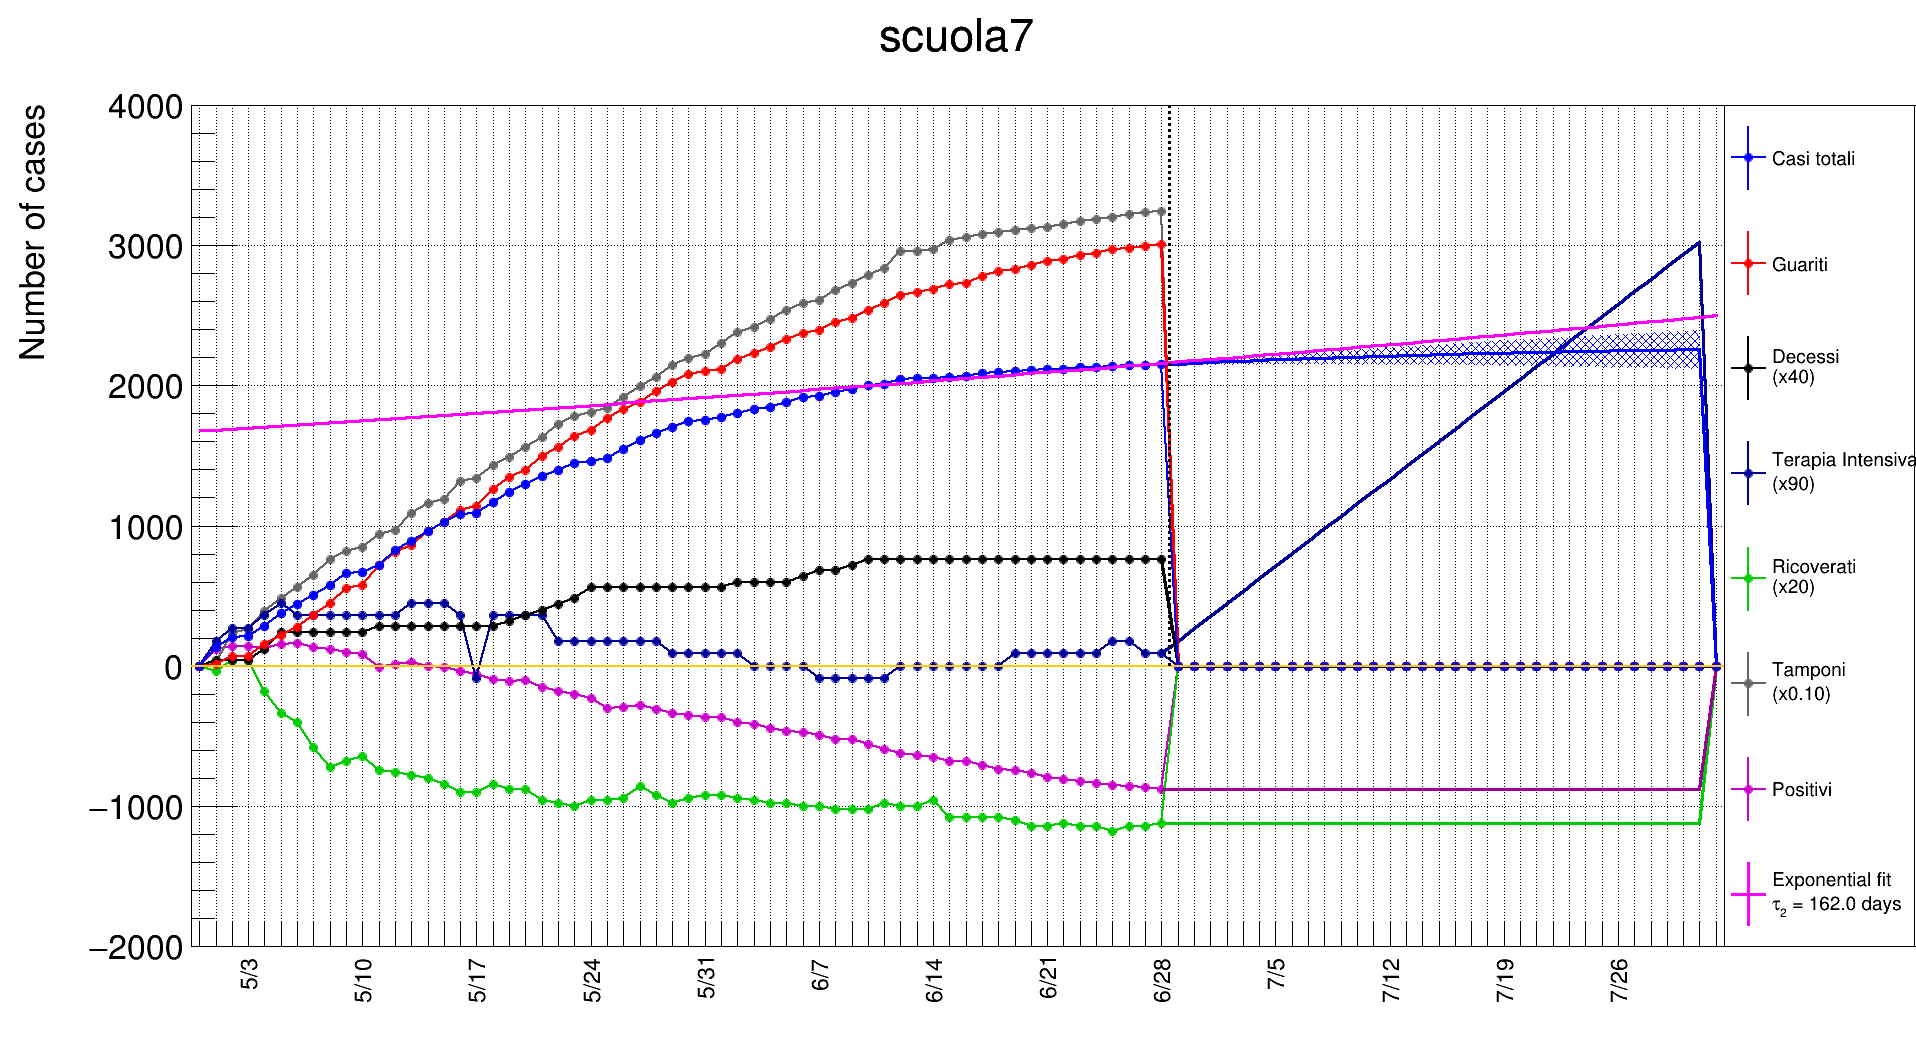 scuola7
Number of cases
4000
3000
2000
1000
0
−1000
−2000
5/3
5/10
5/17
5/24
5/31
6/7
6/14
6/21
6/28
7/5
7/12
7/19
7/26
Casi totali
Guariti
Decessi
(x40)
Terapia Intensiva
(x90)
Ricoverati
(x20)
Tamponi
(x0.10)
Positivi
Exponential fit
τ2 = 162.0 days